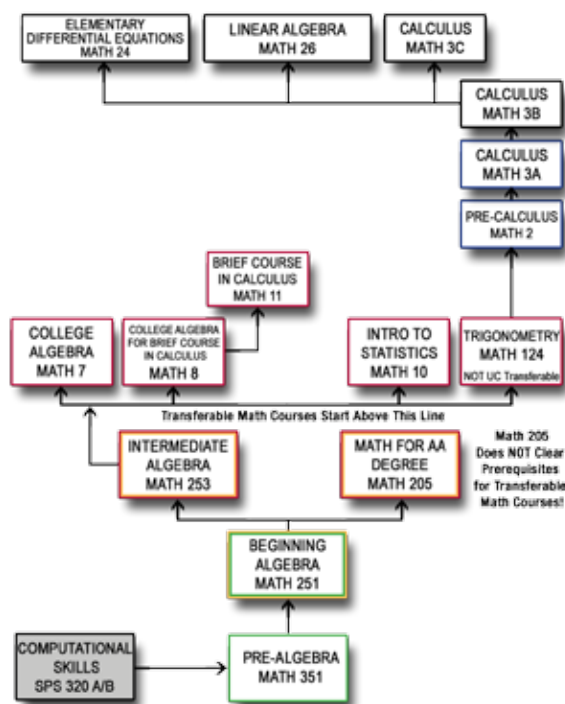 ELEMENTARY
DIFFERENTIAL EQUATIONS
MATH 24
LINEAR ALGEBRA
MATH 26
CALCULUS
MATH 3C
CALCULUS
MATH 3B
CALCULUS
MATH 3A
PRE-CALCULUS
MATH 2
BRIEF COURSE
IN CALCULUS
MATH 11
COLLEGE
ALGEBRA
MATH 7
COLLEGE ALGEBRA
FOR BRIEF COURSE
IN CALCULUS
MATH 8
INTRO TO
STATISTICS
MATH 10
TRIGONOMETRY
MATH 124
NOT UC Transferable
Transferable Math Courses Start Above This Line
INTERMEDIATE
ALGEBRA
MATH 253
MATH FOR AA
DEGREE
MATH 205
Math 205
Does NOT Clear
Prerequisites
for Transferable
Math Courses!
BEGINNING
ALGEBRA
MATH 251
COMPUTATIONAL
SKILLS
SPS 320 A/B
PRE-ALGEBRA
MATH 351